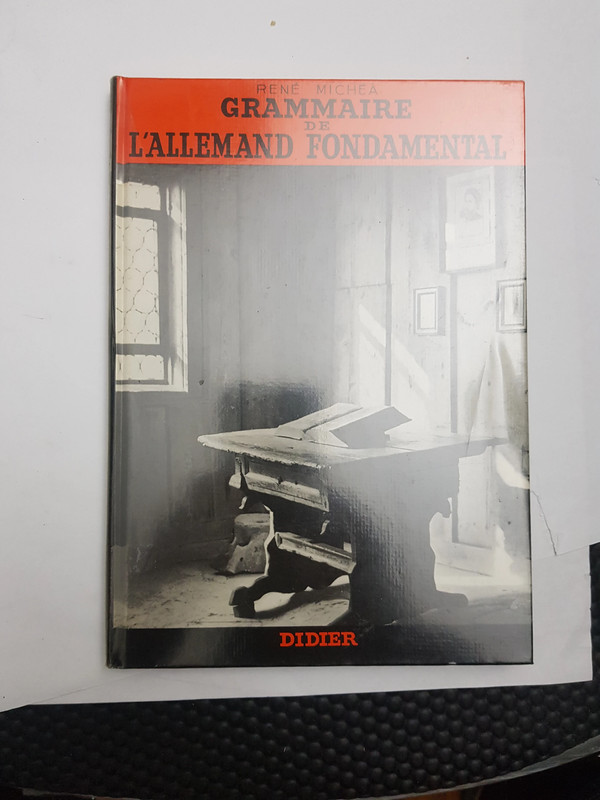 RENÉ MICHEA
GRAMMAIRE
DE
L'ALLEMAND FONDAMENTAL
DIDIER